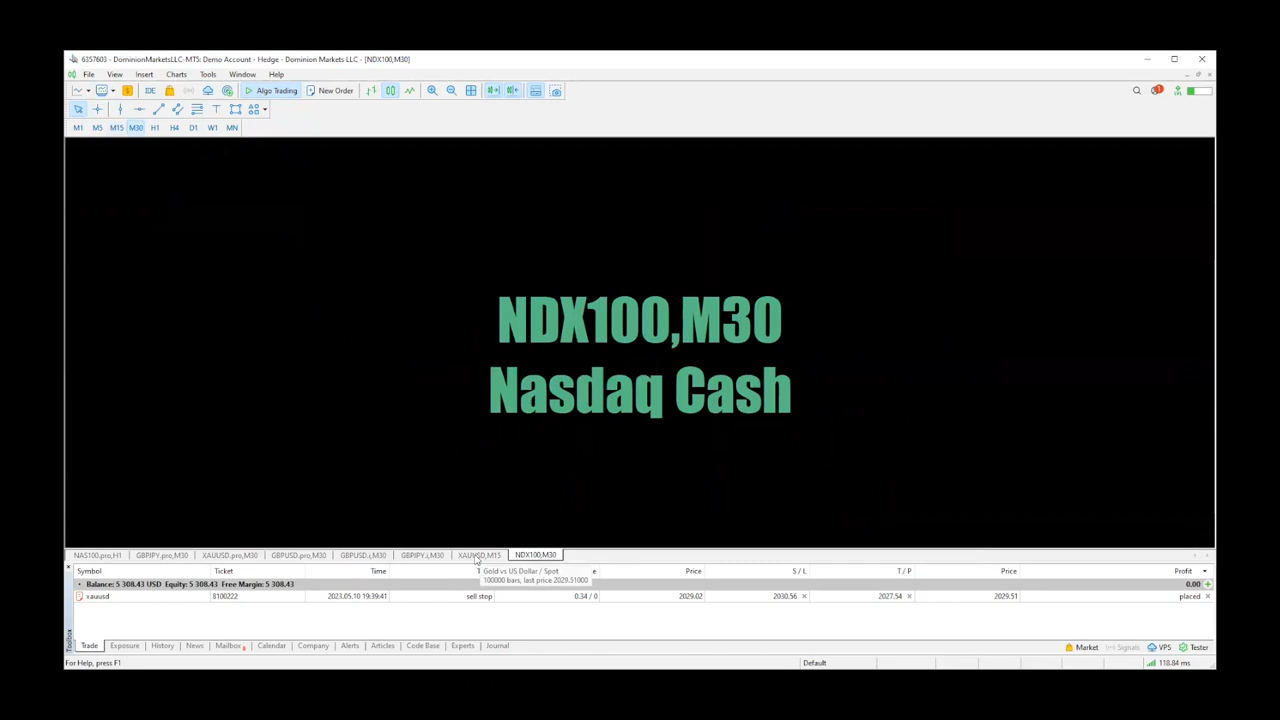 6357603 - DominionMarketsLLC-MT5: Demo Account - Hedge - Dominion Markets LLC - [NDX100,M30]
File View Insert Charts Tools Window Help
IDE Algo Trading New Order
M1 M5 M15 M30 H1 H4 D1 W1 MN
NDX100,M30
Nasdaq Cash
NAS100.pro,H1 GBPJPY.pro,M30 XAUUSD.pro,M30 GBPUSD.pro,M30 GBPUSD.i,M30 GBPJPY.i,M30 XAUUSD,M15 NDX100,M30
Symbol Ticket Time Price S / L T / P Price Profit
Gold vs US Dollar / Spot
100000 bars, last price 2029.51000
Balance: 5 308.43 USD Equity: 5 308.43 Free Margin: 5 308.43 0.00
xauusd 8100222 2023.05.10 19:39:41 sell stop 0.34 / 0 2029.02 2030.56 2027.54 2029.51 placed
Toolbox
Trade Exposure History News Mailbox Calendar Company Alerts Articles Code Base Experts Journal Market Signals VPS Tester
For Help, press F1 Default 118.84 ms